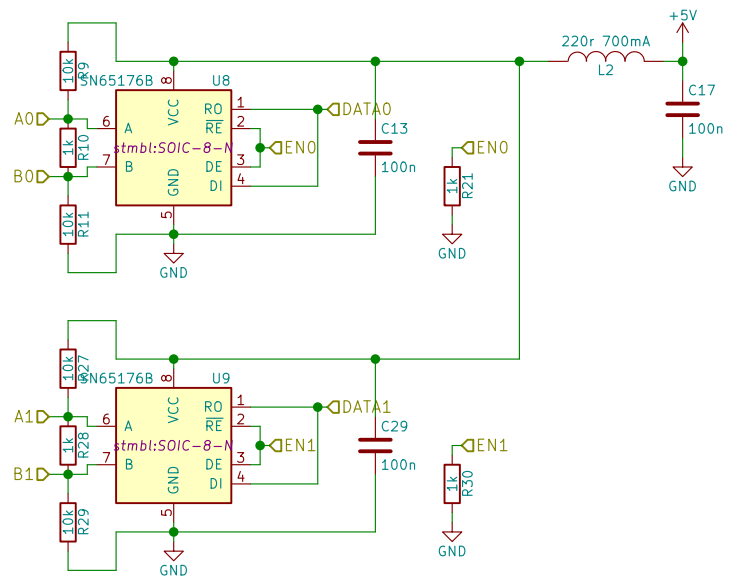 +5V
220r 700mA
L2
C17
100n
GND
10k
R9
SN65176B
U8
8
VCC
A0
6
A
RO
1
DATA0
RE
2
1k
R10
stmbl:SOIC-8-N
EN0
C13
100n
B0
7
B
DE
3
GND
DI
4
10k
R11
5
GND
EN0
1k
R21
GND
10k
R27
SN65176B
U9
8
VCC
A1
6
A
RO
1
DATA1
RE
2
1k
R28
stmbl:SOIC-8-N
EN1
C29
100n
B1
7
B
DE
3
GND
DI
4
10k
R29
5
GND
EN1
1k
R30
GND